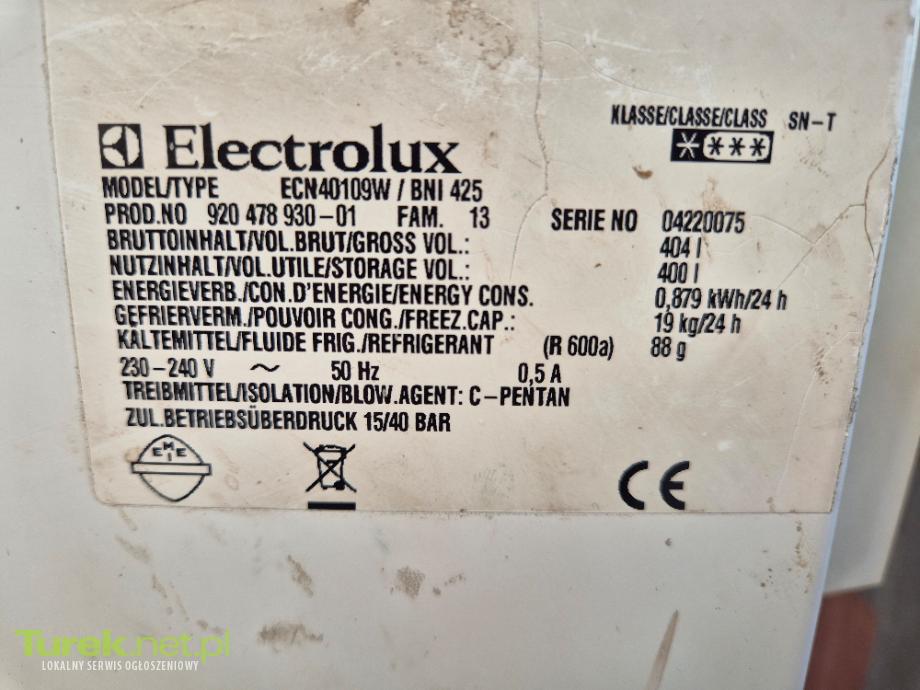 KLASSE/CLASSE/CLASS SN-T
Electrolux
MODEL/TYPE ECN40109W / BNI 425
PROD.NO 920 478 930-01 FAM. 13 SERIE NO 04220075
BRUTTOINHALT/VOL.BRUT/GROSS VOL.: 404 l
NUTZINHALT/VOL.UTILE/STORAGE VOL.: 400 l
ENERGIEVERB./CON.D'ENERGIE/ENERGY CONS. 0,879 kWh/24 h
GEFRIERVERM./POUVOIR CONG./FREEZ.CAP.: 19 kg/24 h
KÄLTEMITTEL/FLUIDE FRIG./REFRIGERANT (R 600a) 88 g
230-240 V ~ 50 Hz 0,5 A
TREIBMITTEL/ISOLATION/BLOW.AGENT: C-PENTAN
ZUL.BETRIEBSÜBERDRUCK 15/40 BAR
EMEI
CE
Turek.net.pl
LOKALNY SERWIS OGŁOSZENIOWY